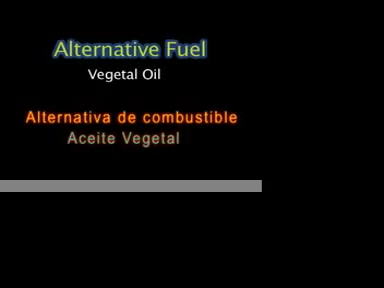 Alternative Fuel
Vegetal Oil
Alternativa de combustible
Aceite Vegetal